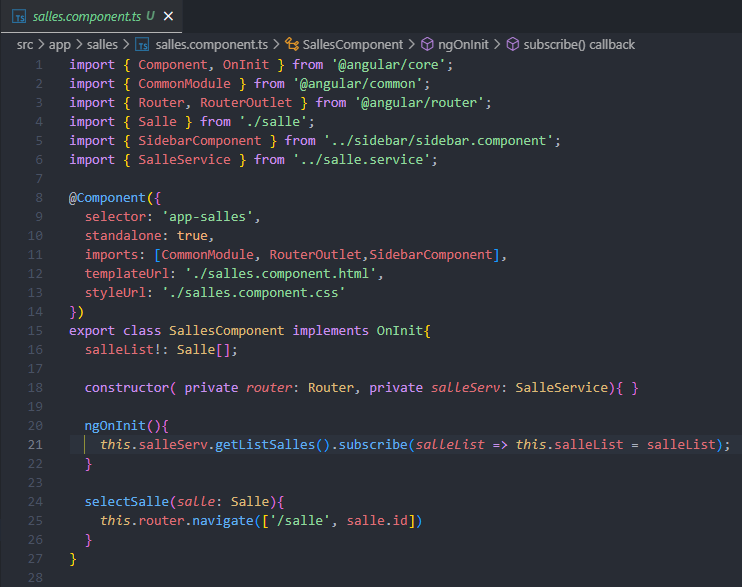 TS salles.component.ts U ✕
src > app > salles > TS salles.component.ts > SallesComponent > ngOnInit > subscribe() callback
1 import { Component, OnInit } from '@angular/core';
2 import { CommonModule } from '@angular/common';
3 import { Router, RouterOutlet } from '@angular/router';
4 import { Salle } from './salle';
5 import { SidebarComponent } from '../sidebar/sidebar.component';
6 import { SalleService } from '../salle.service';
7
8 @Component({
9   selector: 'app-salles',
10   standalone: true,
11   imports: [CommonModule, RouterOutlet,SidebarComponent],
12   templateUrl: './salles.component.html',
13   styleUrl: './salles.component.css'
14 })
15 export class SallesComponent implements OnInit{
16   salleList!: Salle[];
17
18   constructor( private router: Router, private salleServ: SalleService){ }
19
20   ngOnInit(){
21     this.salleServ.getListSalles().subscribe(salleList => this.salleList = salleList);
22   }
23
24   selectSalle(salle: Salle){
25     this.router.navigate(['/salle', salle.id])
26   }
27 }
28